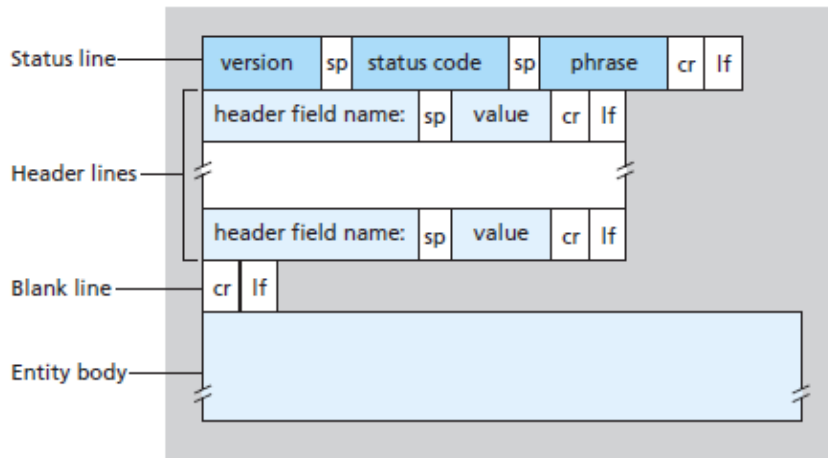 Status line version sp status code sp phrase cr lf
header field name: sp value cr lf
Header lines
header field name: sp value cr lf
Blank line cr lf
Entity body